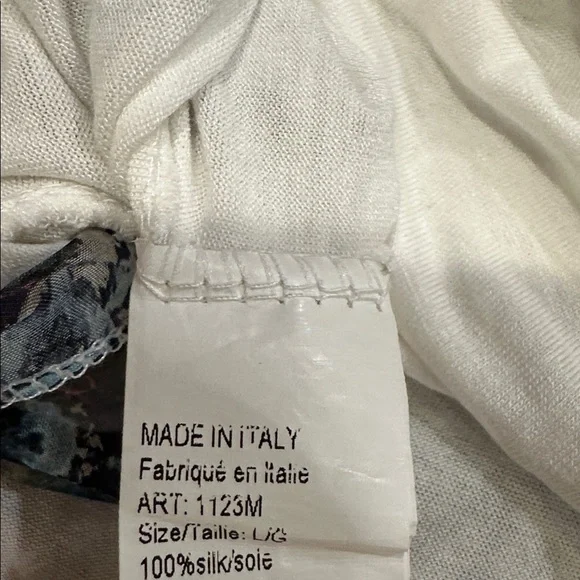 MADE IN ITALY
Fabriqué en Italie
ART: 1123M
Size/Taille: L/G
100%silk/soie